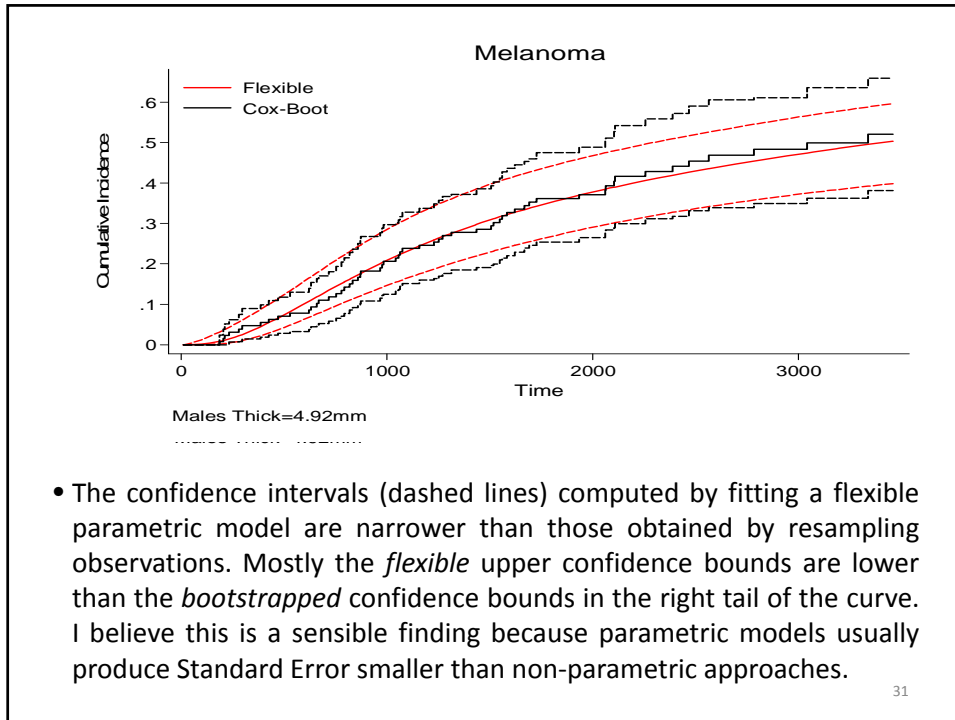 Melanoma
Flexible
Cox-Boot
.6
.5
.4
.3
.2
.1
0
Cumulative Incidence
0 1000 2000 3000
Time
Males Thick=4.92mm
• The confidence intervals (dashed lines) computed by fitting a flexible
parametric model are narrower than those obtained by resampling
observations. Mostly the flexible upper confidence bounds are lower
than the bootstrapped confidence bounds in the right tail of the curve.
I believe this is a sensible finding because parametric models usually
produce Standard Error smaller than non-parametric approaches.
31